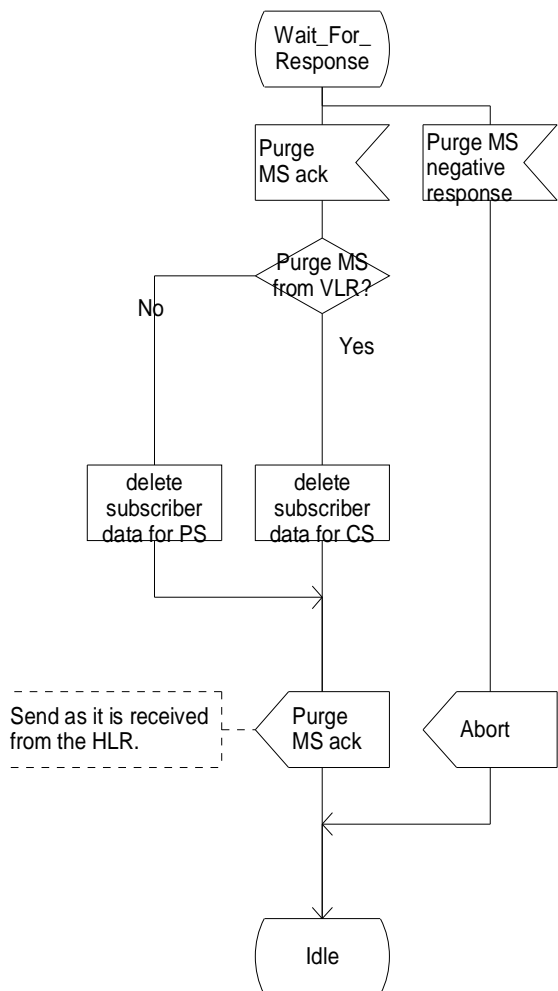 Wait_For_
Response
Purge
MS ack
Purge MS
negative
response
Purge MS
from VLR?
No
Yes
delete
subscriber
data for PS
delete
subscriber
data for CS
Send as it is received
from the HLR.
Purge
MS ack
Abort
Idle